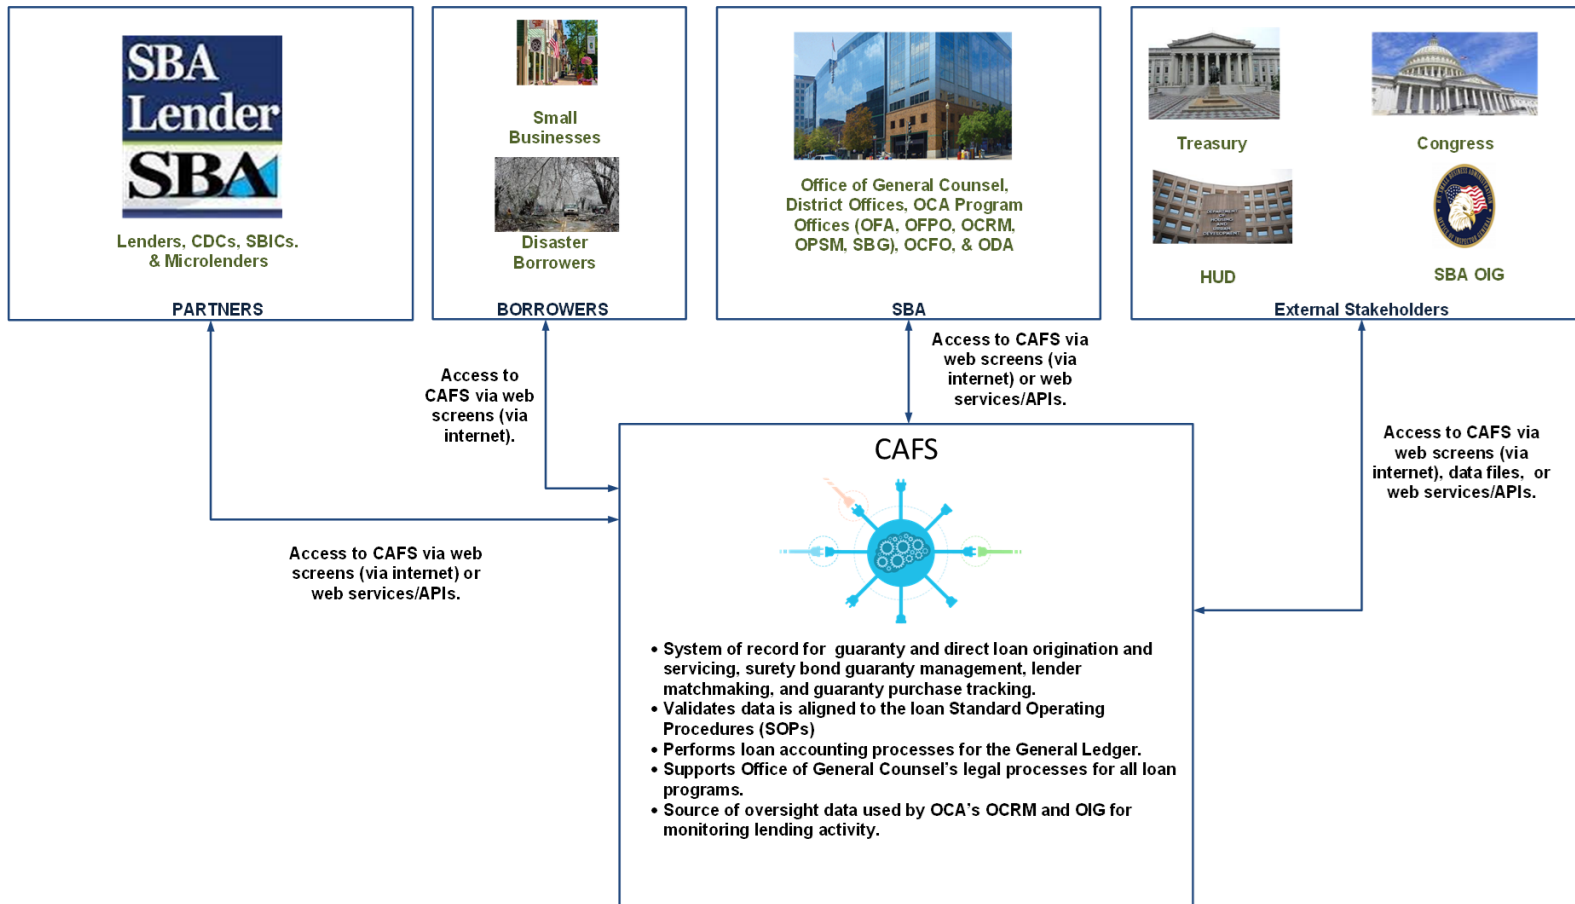 SBA
Lender
SBA
Lenders, CDCs, SBICs.
& Microlenders
PARTNERS
Small
Businesses
Disaster
Borrowers
BORROWERS
Office of General Counsel,
District Offices, OCA Program
Offices (OFA, OFPO, OCRM,
OPSM, SBG), OCFO, & ODA
SBA
Treasury
Congress
DEPARTMENT
OF
HOUSING
AND
URBAN
DEVELOPMENT
HUD
SBA OIG
External Stakeholders
Access to
CAFS via web
screens (via
internet).
Access to CAFS via
web screens (via
internet) or web
services/APIs.
Access to CAFS via
web screens (via
internet), data files,  or
web services/APIs.
Access to CAFS via web
screens (via internet) or
web services/APIs.
CAFS
• System of record for  guaranty and direct loan origination and
servicing, surety bond guaranty management, lender
matchmaking, and guaranty purchase tracking.
• Validates data is aligned to the loan Standard Operating
Procedures (SOPs)
• Performs loan accounting processes for the General Ledger.
• Supports Office of General Counsel's legal processes for all loan
programs.
• Source of oversight data used by OCA's OCRM and OIG for
monitoring lending activity.